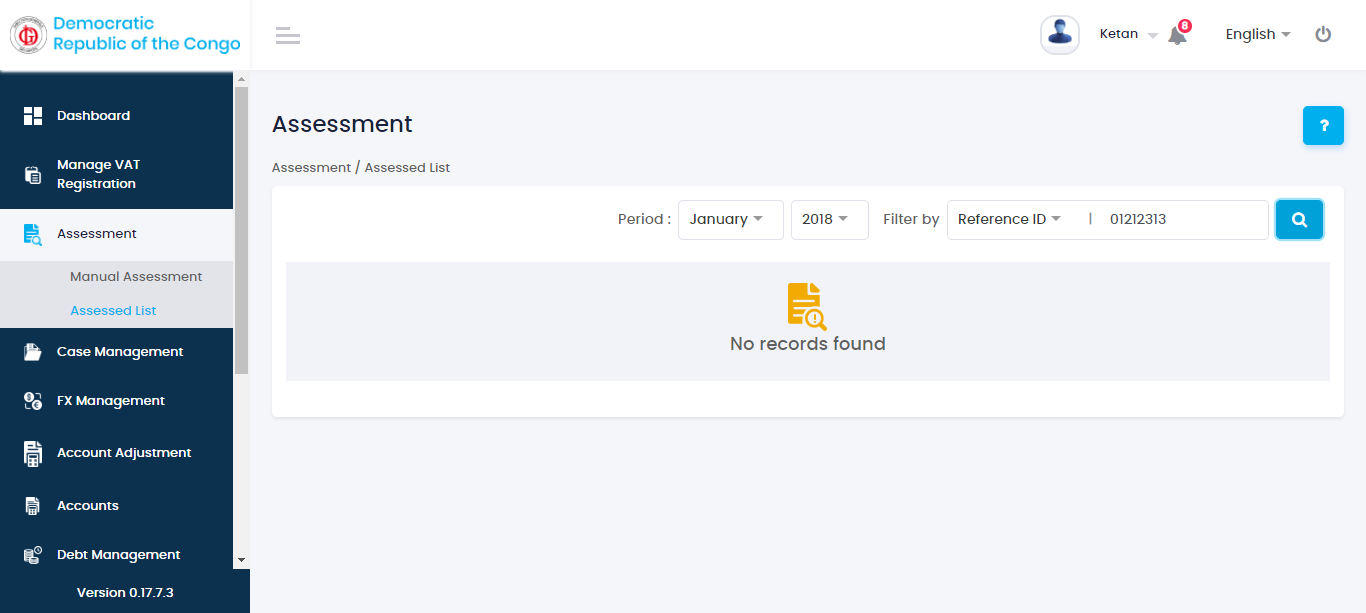 Democratic
Republic of the Congo
Ketan
8
English
Dashboard
Manage VAT
Registration
Assessment
Manual Assessment
Assessed List
Case Management
FX Management
Account Adjustment
Accounts
Debt Management
Version 0.17.7.3
Assessment
?
Assessment / Assessed List
Period : January 2018 Filter by Reference ID | 01212313
No records found